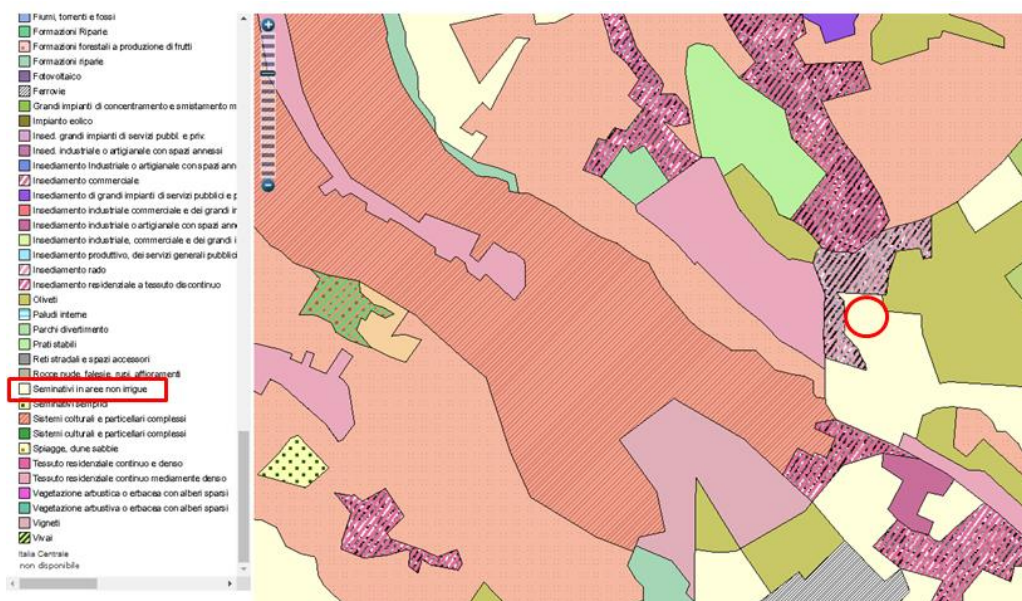 Fiumi, torrenti e fossi
Formazioni Riparie
Formazioni forestali a produzione di frutti
Formazioni riparie
Fotovoltaico
Ferrovie
Grandi impianti di concentramento e smistamento m
Impianto eolico
Insed. grandi impianti di servizi pubbl. e priv.
Insed. industriale o artigianale con spazi annessi
Insediamento Industriale o artigianale con spazi ann
Insediamento commerciale
Insediamento di grandi impianti di servizi pubblici e p
Insediamento industriale commerciale e dei grandi ir
Insediamento industriale o artigianale con spazi anne
Insediamento industriale, commerciale e dei grandi i
Insediamento produttivo, dei servizi generali pubblici
Insediamento rado
Insediamento residenziale a tessuto discontinuo
Oliveti
Paludi interne
Parchi divertimento
Prati stabili
Reti stradali e spazi accessori
Rocce nude, falesie, rupi, affioramenti
Seminativi in aree non irrigue
Seminativi semplici
Sistemi colturali e particellari complessi
Sistemi culturali e particellari complessi
Spiagge, dune sabbie
Tessuto residenziale continuo e denso
Tessuto residenziale continuo mediamente denso
Vegetazione arbustica o erbacea con alberi sparsi
Vegetazione arbustiva o erbacea con alberi sparsi
Vigneti
Vivai
Italia Centrale
non disponibile